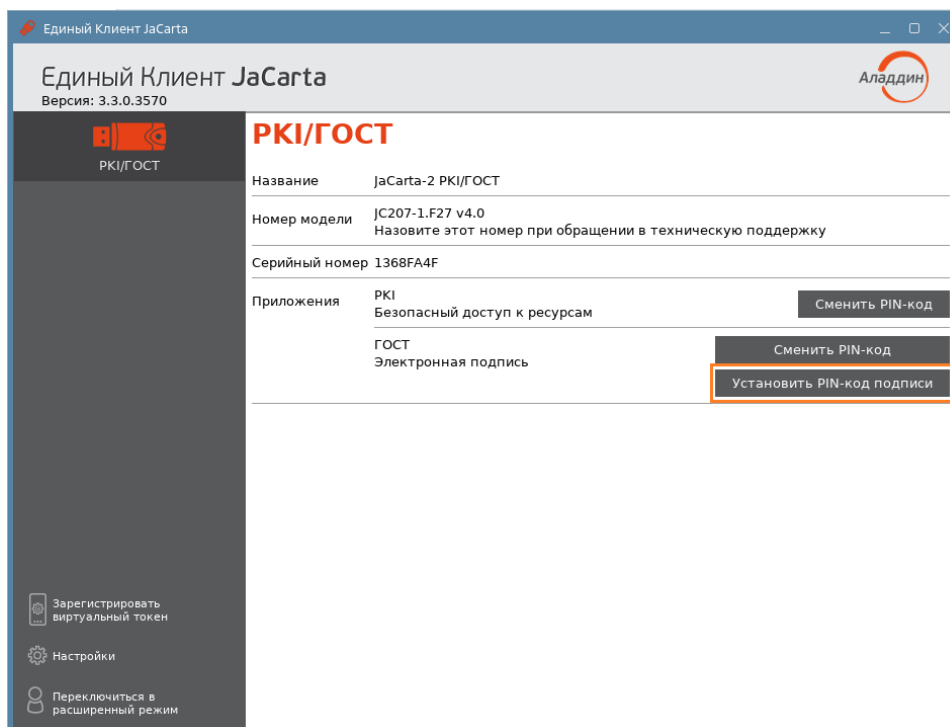 Единый Клиент JaCarta
Единый Клиент JaCarta
Версия: 3.3.0.3570
Аладдин
PKI/ГОСТ
PKI/ГОСТ
Название JaCarta-2 PKI/ГОСТ
Номер модели JC207-1.F27 v4.0
Назовите этот номер при обращении в техническую поддержку
Серийный номер 1368FA4F
Приложения PKI
Безопасный доступ к ресурсам
Сменить PIN-код
ГОСТ
Электронная подпись
Сменить PIN-код
Установить PIN-код подписи
Зарегистрировать
виртуальный токен
Настройки
Переключиться в
расширенный режим